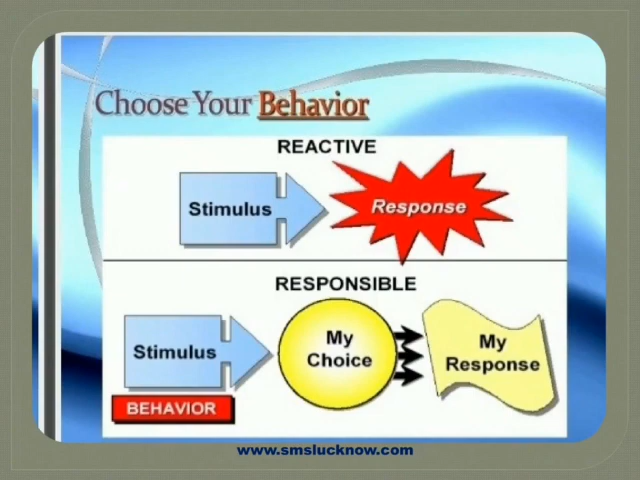 Choose Your Behavior
REACTIVE
Stimulus
Response
RESPONSIBLE
Stimulus
My
Choice
My
Response
BEHAVIOR
www.smslucknow.com